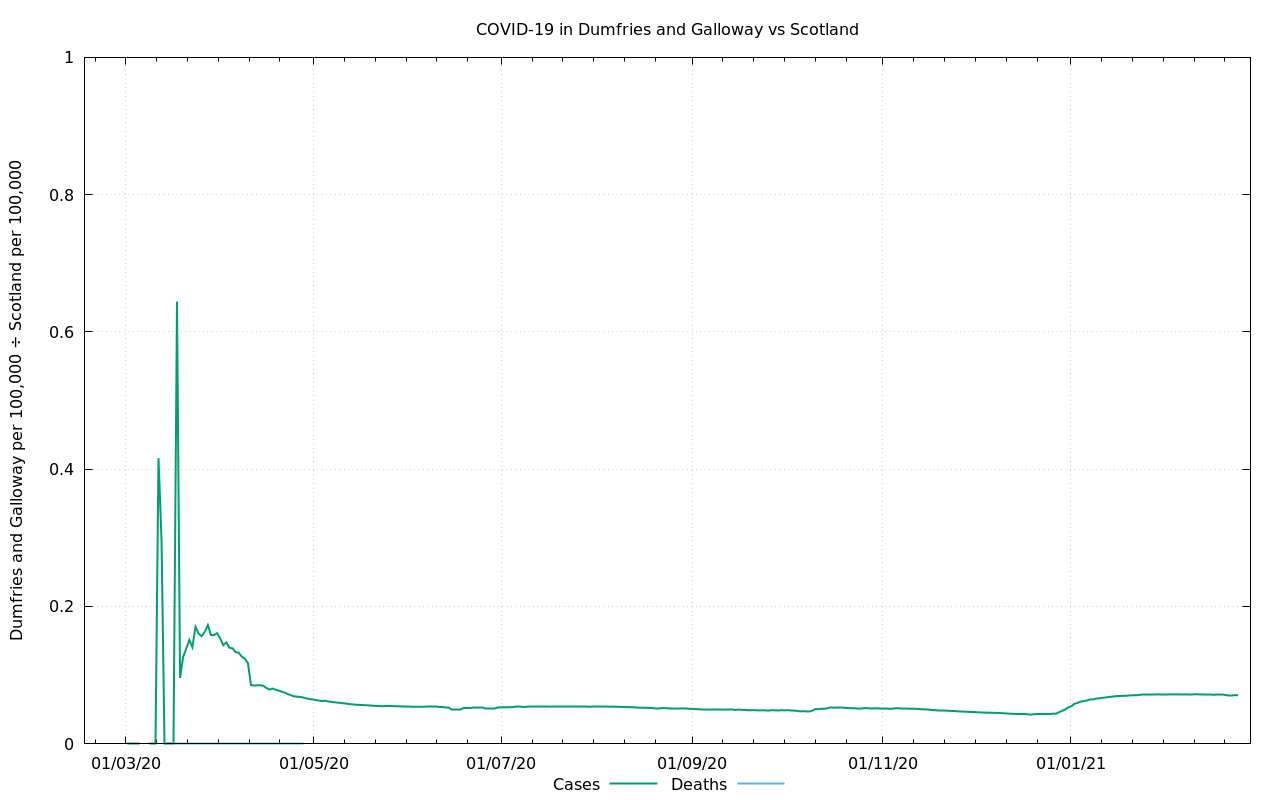 COVID-19 in Dumfries and Galloway vs Scotland
Dumfries and Galloway per 100,000 ÷ Scotland per 100,000
1
0.8
0.6
0.4
0.2
0
01/03/20 01/05/20 01/07/20 01/09/20 01/11/20 01/01/21
Cases Deaths